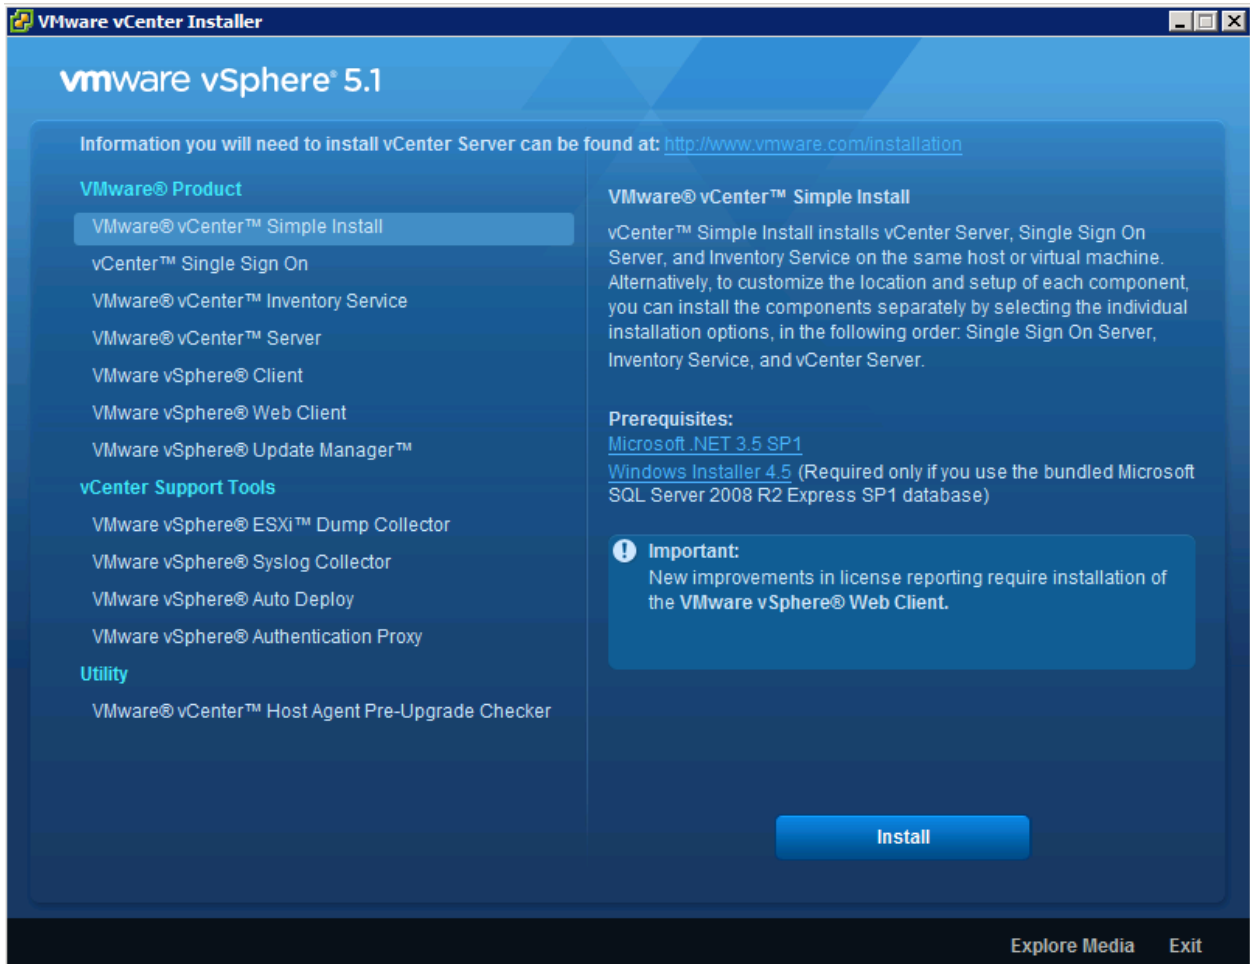 VMware vCenter Installer
vmware vSphere® 5.1
Information you will need to install vCenter Server can be found at: http://www.vmware.com/installation
VMware® Product
VMware® vCenter™ Simple Install
vCenter™ Single Sign On
VMware® vCenter™ Inventory Service
VMware® vCenter™ Server
VMware vSphere® Client
VMware vSphere® Web Client
VMware vSphere® Update Manager™
vCenter Support Tools
VMware vSphere® ESXi™ Dump Collector
VMware vSphere® Syslog Collector
VMware vSphere® Auto Deploy
VMware vSphere® Authentication Proxy
Utility
VMware® vCenter™ Host Agent Pre-Upgrade Checker
VMware® vCenter™ Simple Install
vCenter™ Simple Install installs vCenter Server, Single Sign On
Server, and Inventory Service on the same host or virtual machine.
Alternatively, to customize the location and setup of each component,
you can install the components separately by selecting the individual
installation options, in the following order: Single Sign On Server,
Inventory Service, and vCenter Server.
Prerequisites:
Microsoft .NET 3.5 SP1
Windows Installer 4.5 (Required only if you use the bundled Microsoft
SQL Server 2008 R2 Express SP1 database)
Important:
New improvements in license reporting require installation of
the VMware vSphere® Web Client.
Install
Explore Media Exit